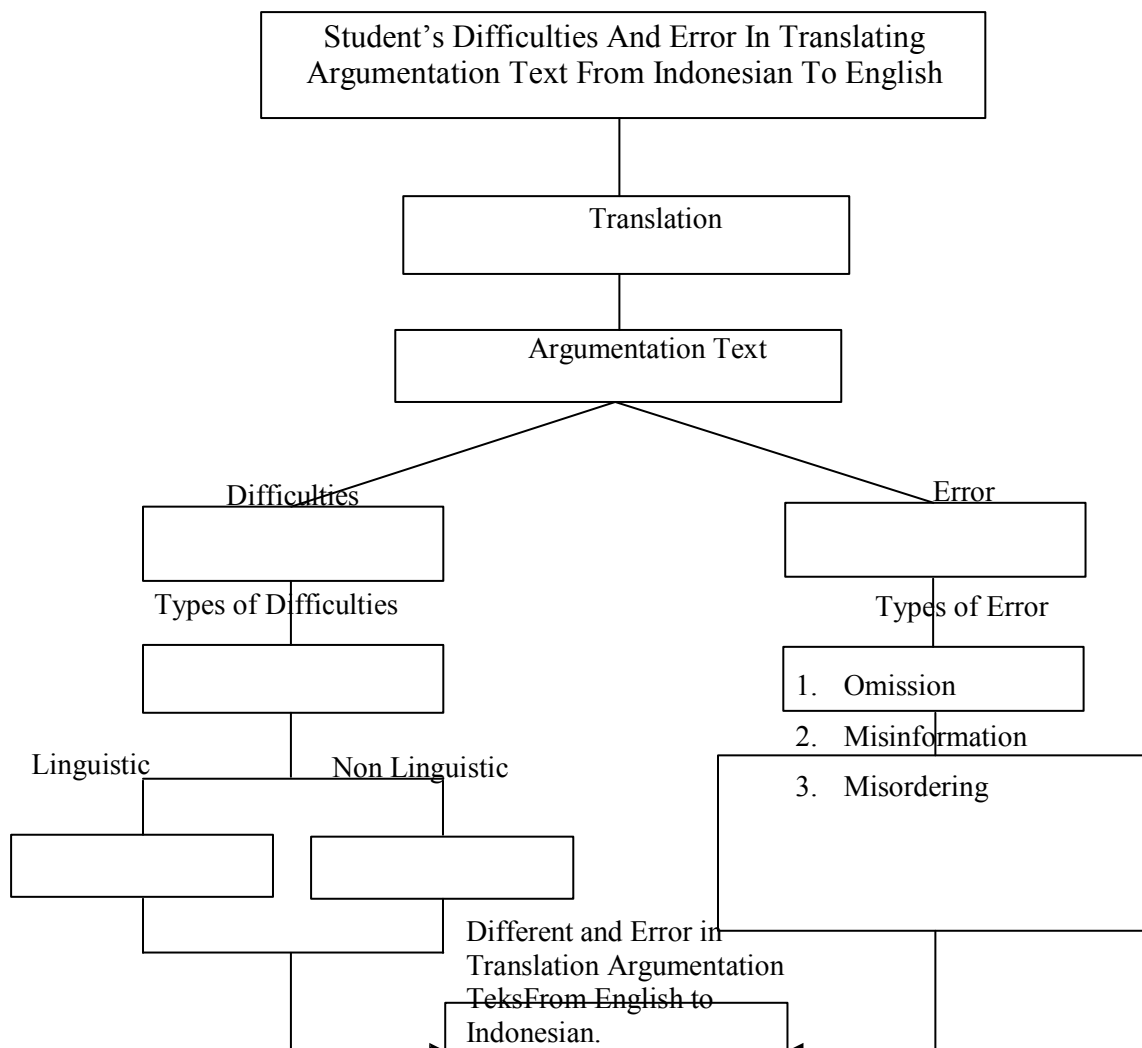 Student’s Difficulties And Error In Translating
Argumentation Text From Indonesian To English
Translation
Argumentation Text
Difficulties
Error
Types of Difficulties
Types of Error
1. Omission
2. Misinformation
3. Misordering
Linguistic
Non Linguistic
Different and Error in
Translation Argumentation
TeksFrom English to
Indonesian.